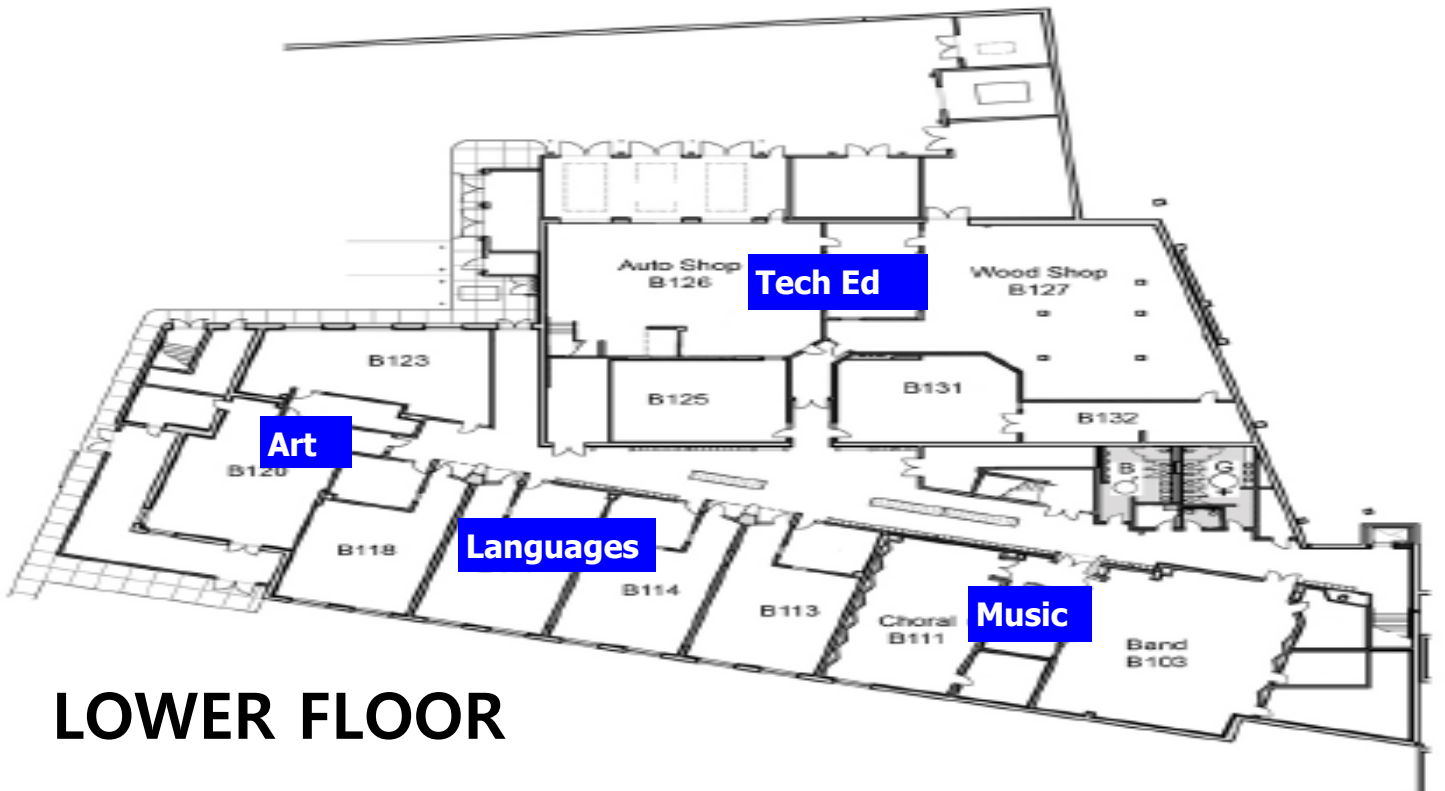 Auto Shop
B126
Tech Ed
Wood Shop
B127
B123
B125
B131
B132
Art
B120
B
G
B118
Languages
B114
B113
Choral
B111
Music
Band
B103
LOWER FLOOR